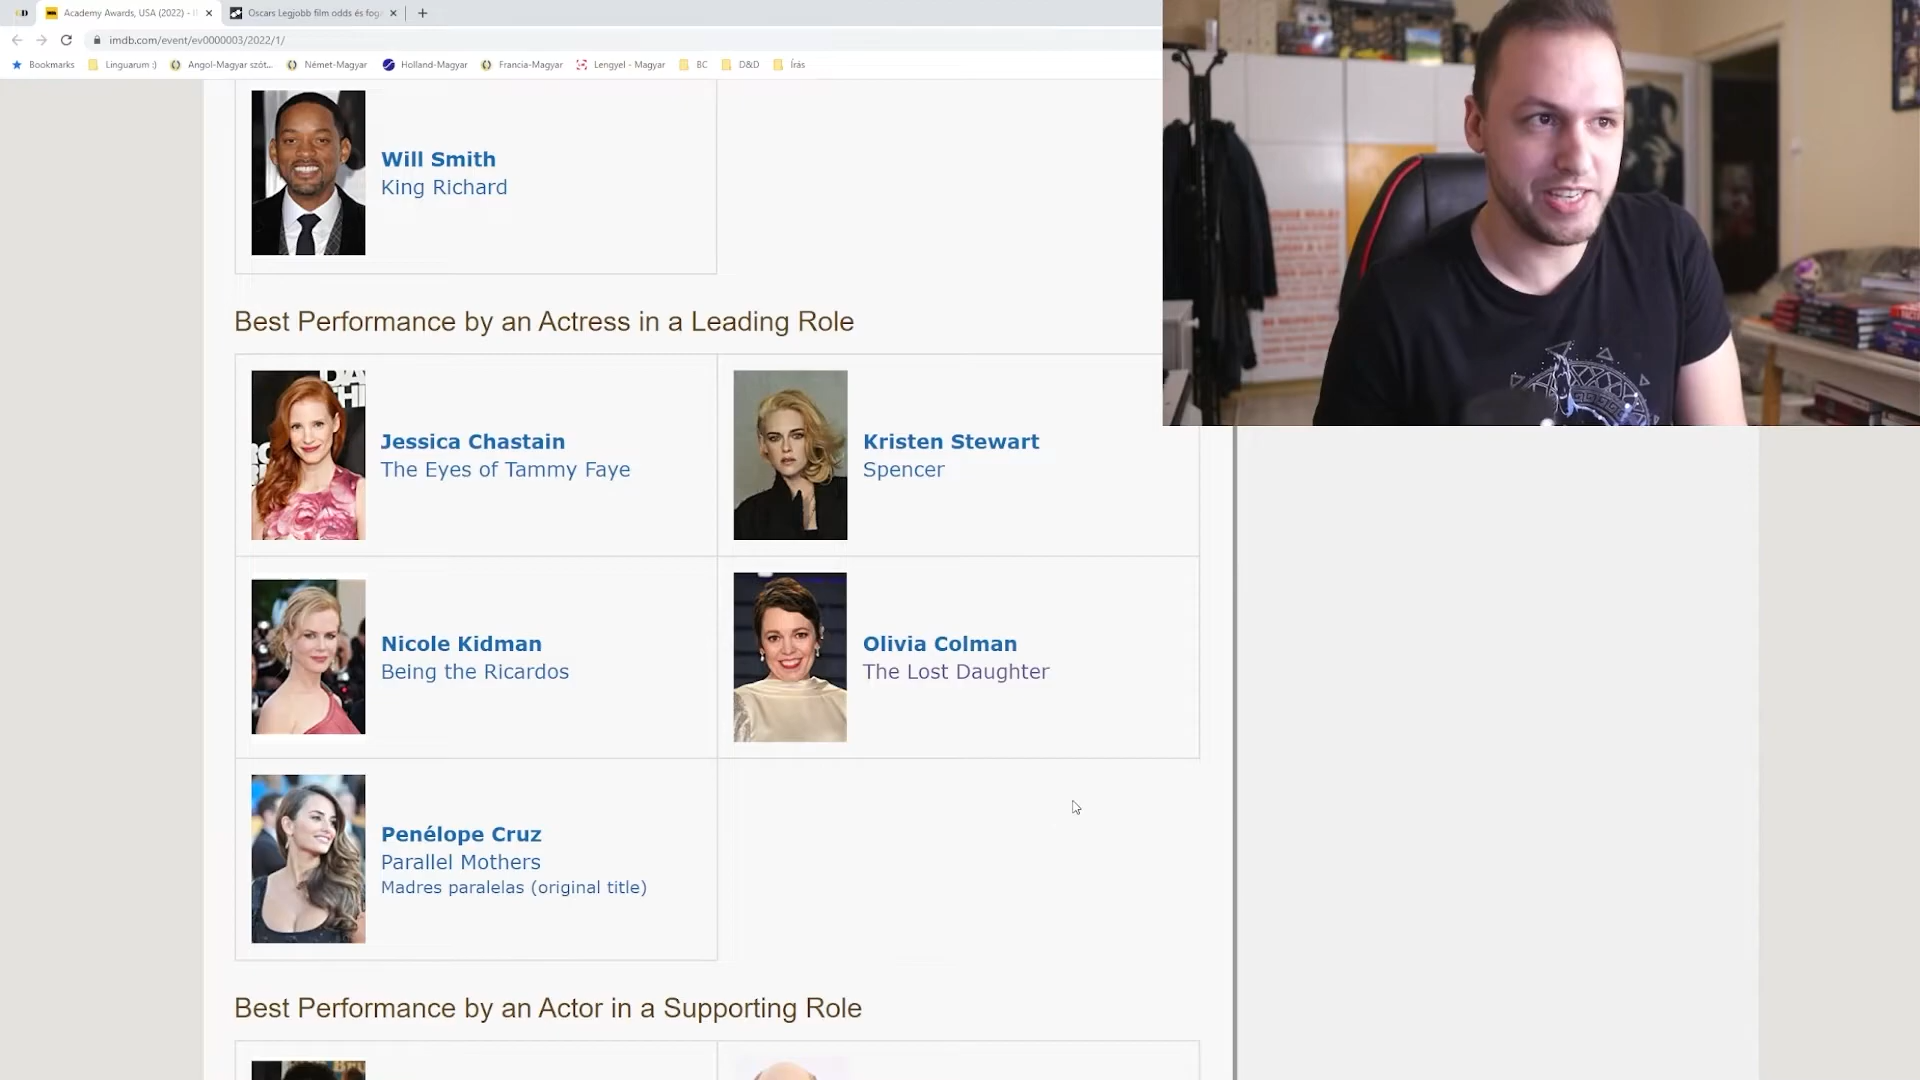 Academy Awards, USA (2022) -
Oscars Legjobb film odds és fog
imdb.com/event/ev0000003/2022/1/
Bookmarks
Linguarum :)
Angol-Magyar szót...
Német-Magyar
Holland-Magyar
Francia-Magyar
Lengyel - Magyar
BC
D&D
Írás
Will Smith
King Richard
Best Performance by an Actress in a Leading Role
Jessica Chastain
The Eyes of Tammy Faye
Kristen Stewart
Spencer
Nicole Kidman
Being the Ricardos
Olivia Colman
The Lost Daughter
Penélope Cruz
Parallel Mothers
Madres paralelas (original title)
Best Performance by an Actor in a Supporting Role